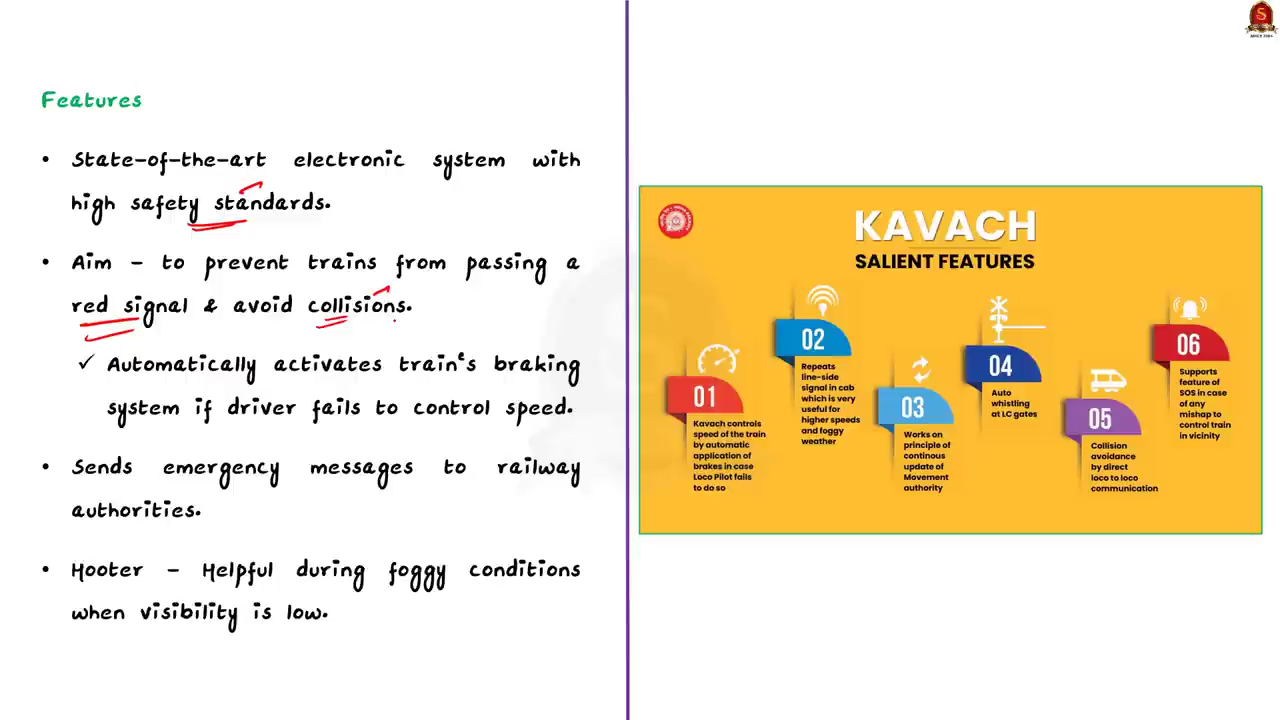 Features
• State-of-the-art electronic system with
high safety standards.
• Aim - to prevent trains from passing a
red signal & avoid collisions.
✓ Automatically activates train's braking
system if driver fails to control speed.
• Sends emergency messages to railway
authorities.
• Hooter - Helpful during foggy conditions
when visibility is low.
KAVACH
SALIENT FEATURES
01
Kavach controls
speed of the train
by automatic
application of
brakes in case
Loco Pilot fails
to do so
02
Repeats
line-side
signal in cab
which is very
useful for
higher speeds
and foggy
weather
03
Works on
principle of
continous
update of
Movement
authority
04
Auto
whistling
at LC gates
05
Collision
avoidance
by direct
loco to loco
communication
06
Supports
feature of
SOS in case
of any
mishap to
control train
in vicinity
S